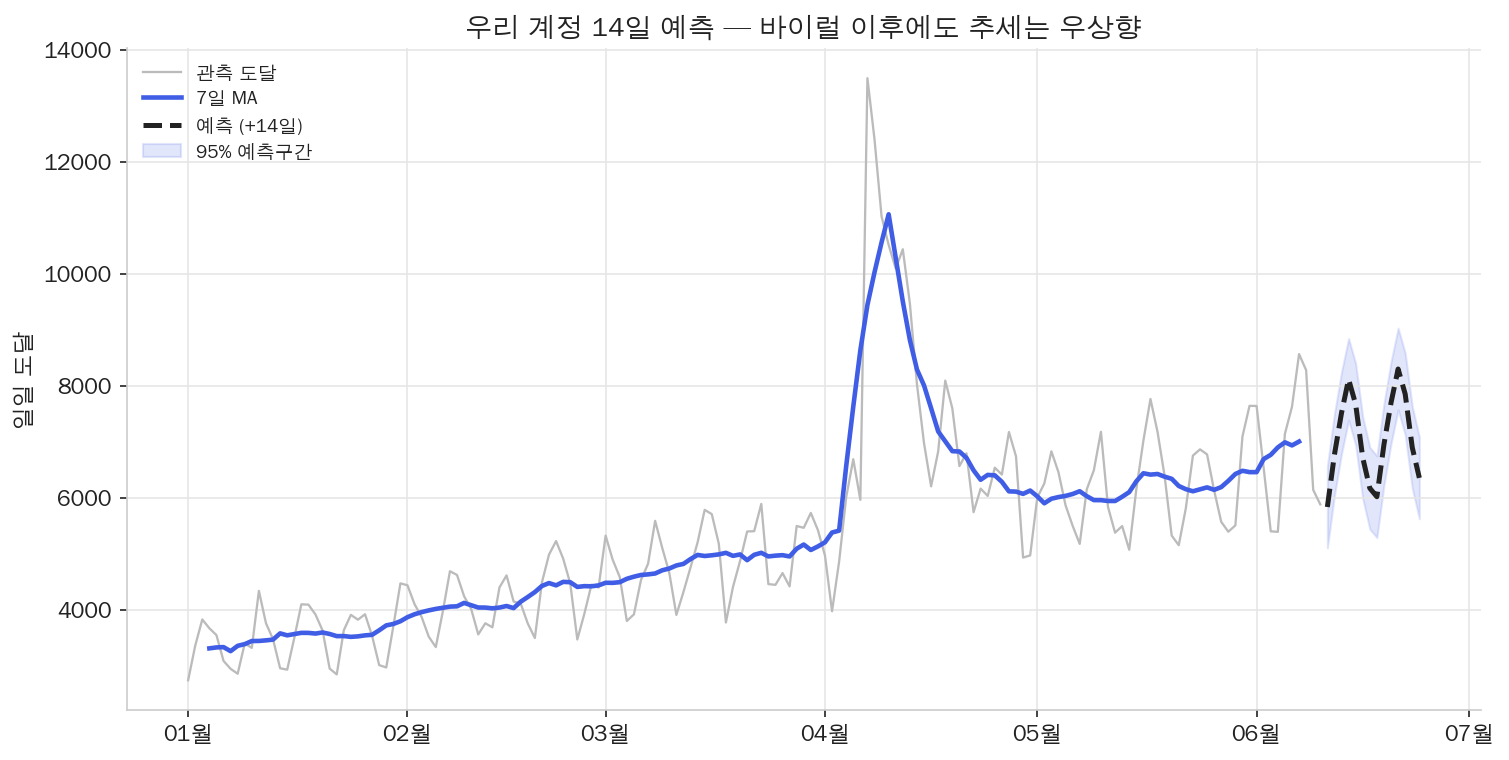 우리 계정 14일 예측 — 바이럴 이후에도 추세는 우상향
관측 도달
7일 MA
예측 (+14일)
95% 예측구간
일일 도달
14000
12000
10000
8000
6000
4000
01월 02월 03월 04월 05월 06월 07월